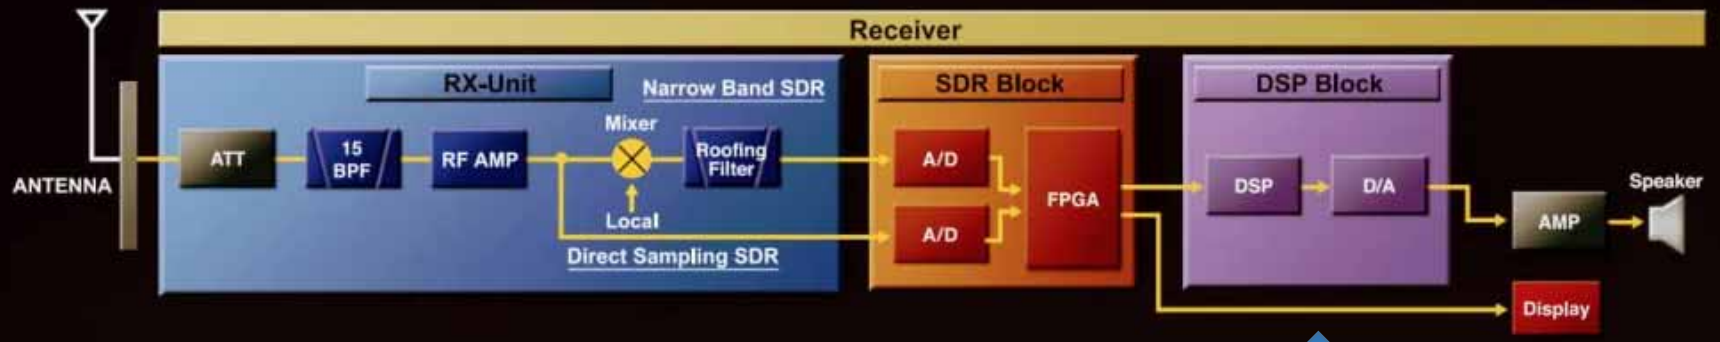 Receiver
RX-Unit
Narrow Band SDR
SDR Block
DSP Block
Mixer
ATT
15
BPF
RF AMP
Roofing
Filter
A/D
FPGA
DSP
D/A
ANTENNA
Local
A/D
Direct Sampling SDR
Speaker
AMP
Display